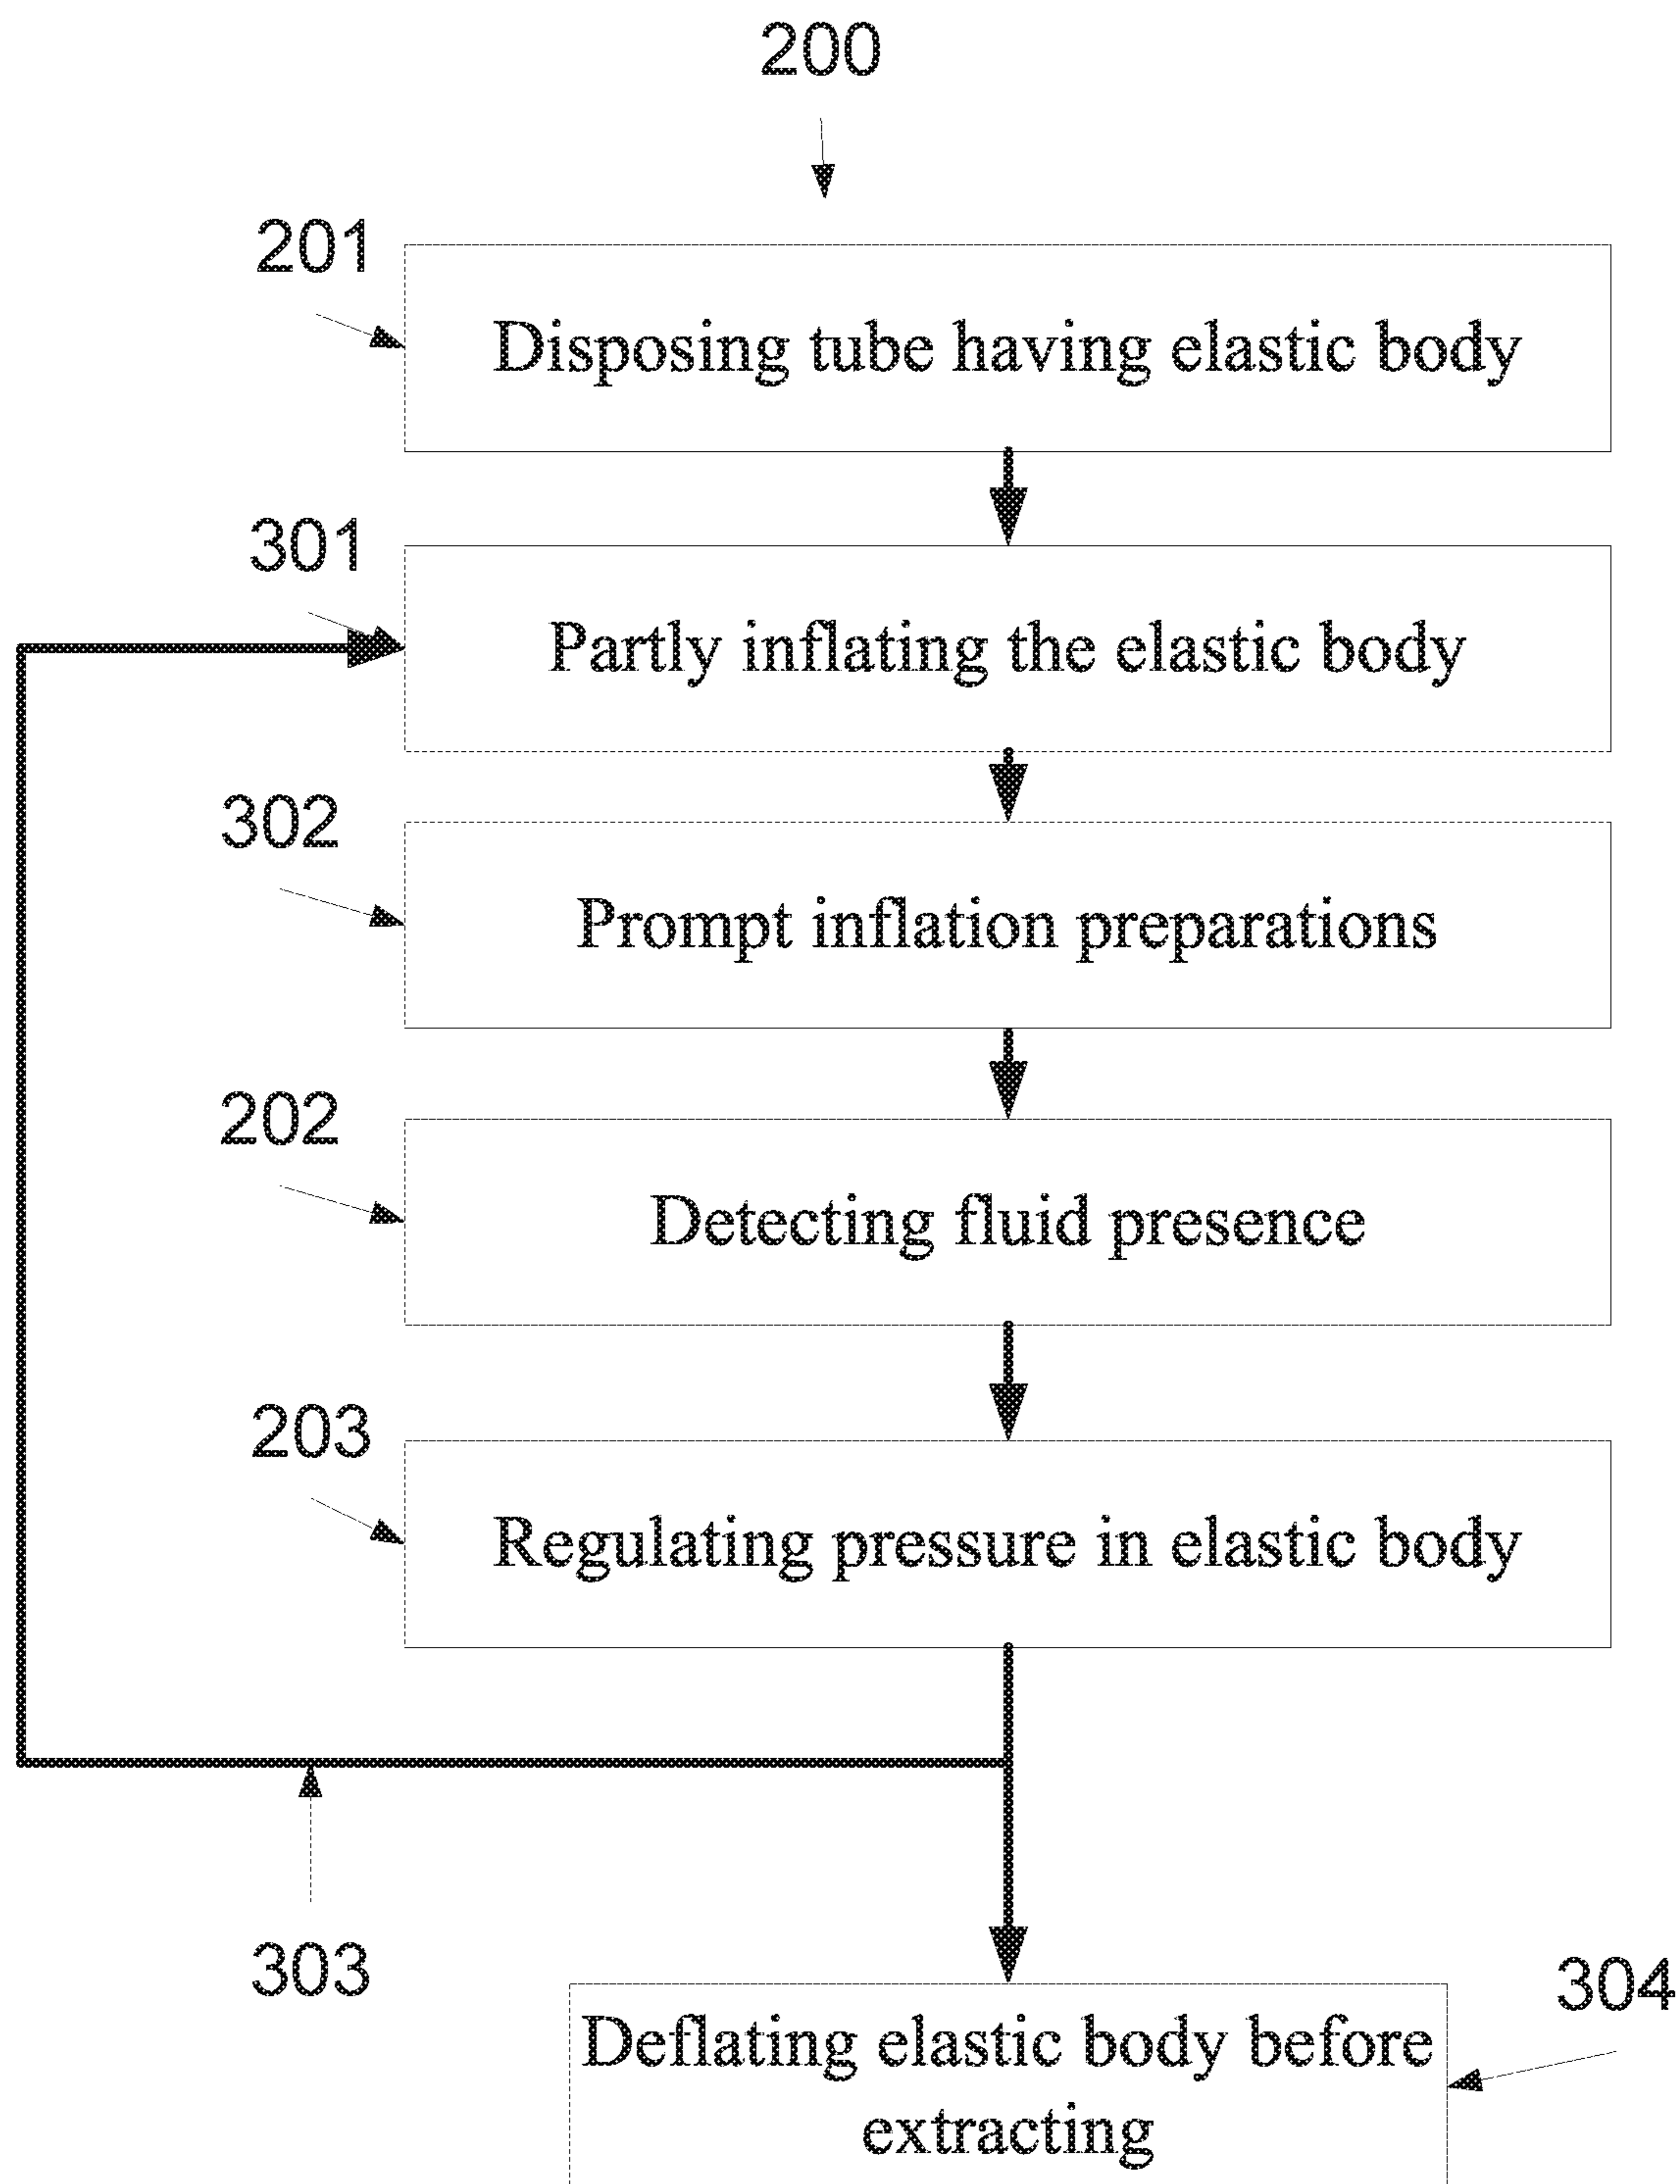 200
201
Disposing tube having elastic body
301
Partly inflating the elastic body
302
Prompt inflation preparations
202
Detecting fluid presence
203
Regulating pressure in elastic body
303
304
Deflating elastic body before
extracting